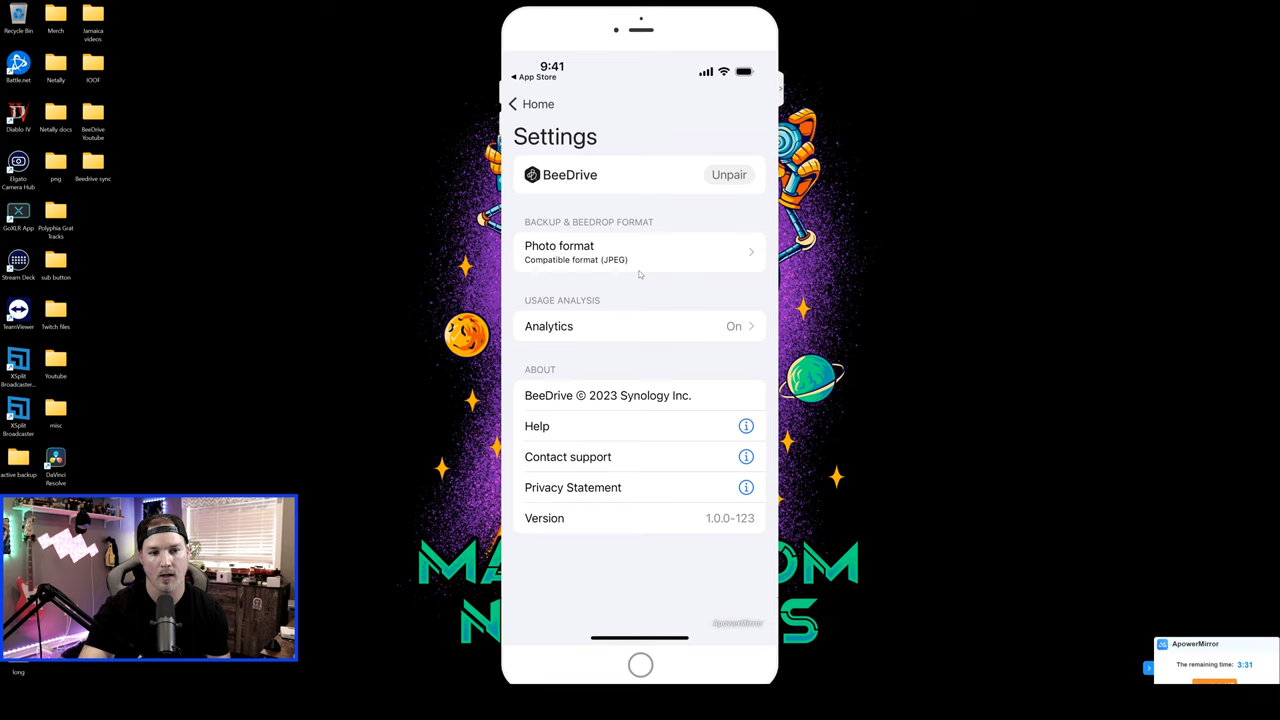 Recycle Bin
Merch
Jamaica
videos
Battle.net
Netally
IOOF
Diablo IV
Netally docs
BeeDrive
Youtube
Elgato
Camera Hub
png
Beedrive sync
GoXLR App
Polyphia Grat
Tracks
Stream Deck
sub button
TeamViewer
Twitch files
XSplit
Broadcaster...
Youtube
XSplit
Broadcaster
misc
active backup
DaVinci
Resolve
long
9:41
App Store
Home
Settings
BeeDrive
Unpair
BACKUP & BEEDROP FORMAT
Photo format
Compatible format (JPEG)
USAGE ANALYSIS
Analytics
On
ABOUT
BeeDrive © 2023 Synology Inc.
Help
Contact support
Privacy Statement
Version
1.0.0-123
ApowerMirror
ApowerMirror
The remaining time: 3:31